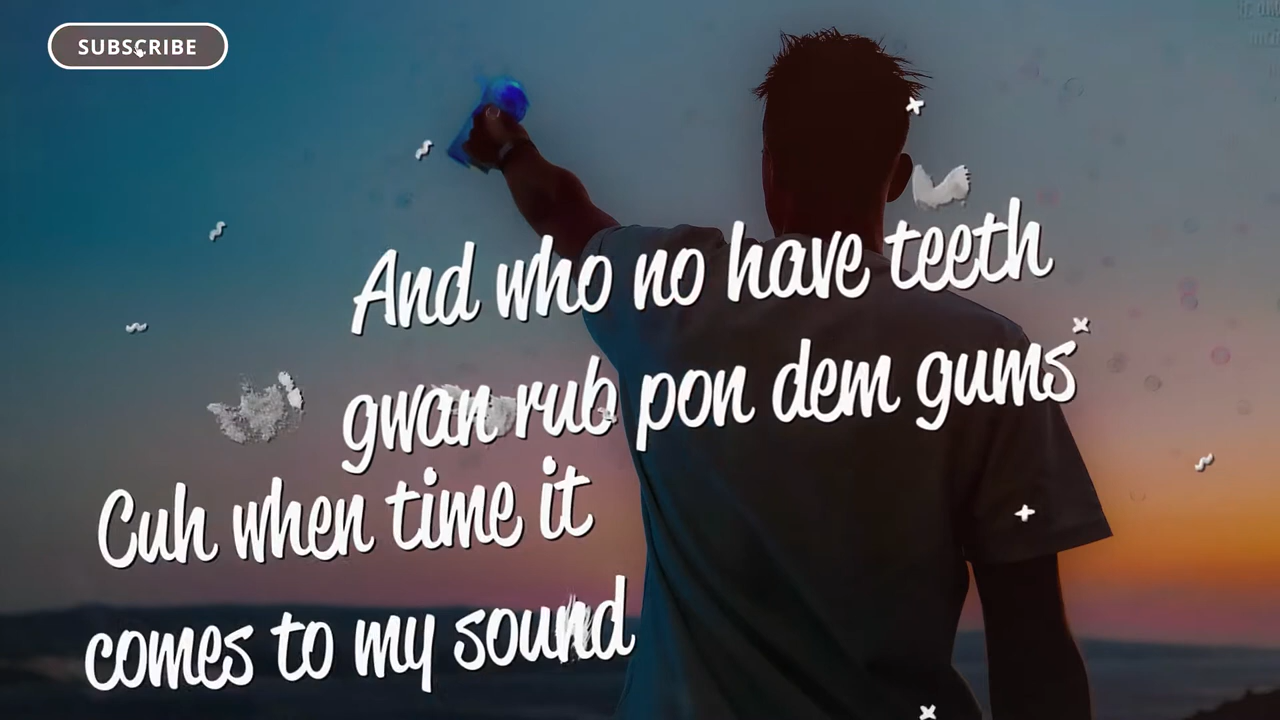 SUBSCRIBE
And who no have teeth
gwan rub pon dem gums
Cuh when time it
comes to my sound